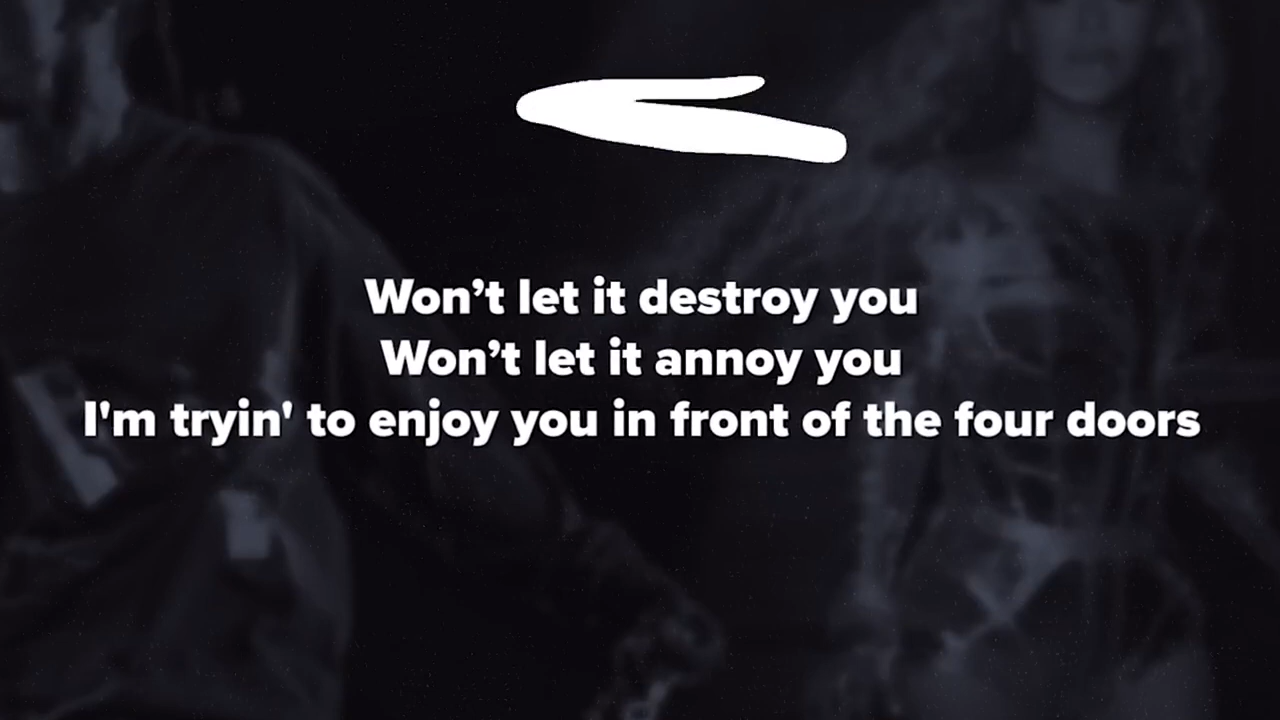 Won’t let it destroy you
Won’t let it annoy you
I'm tryin' to enjoy you in front of the four doors